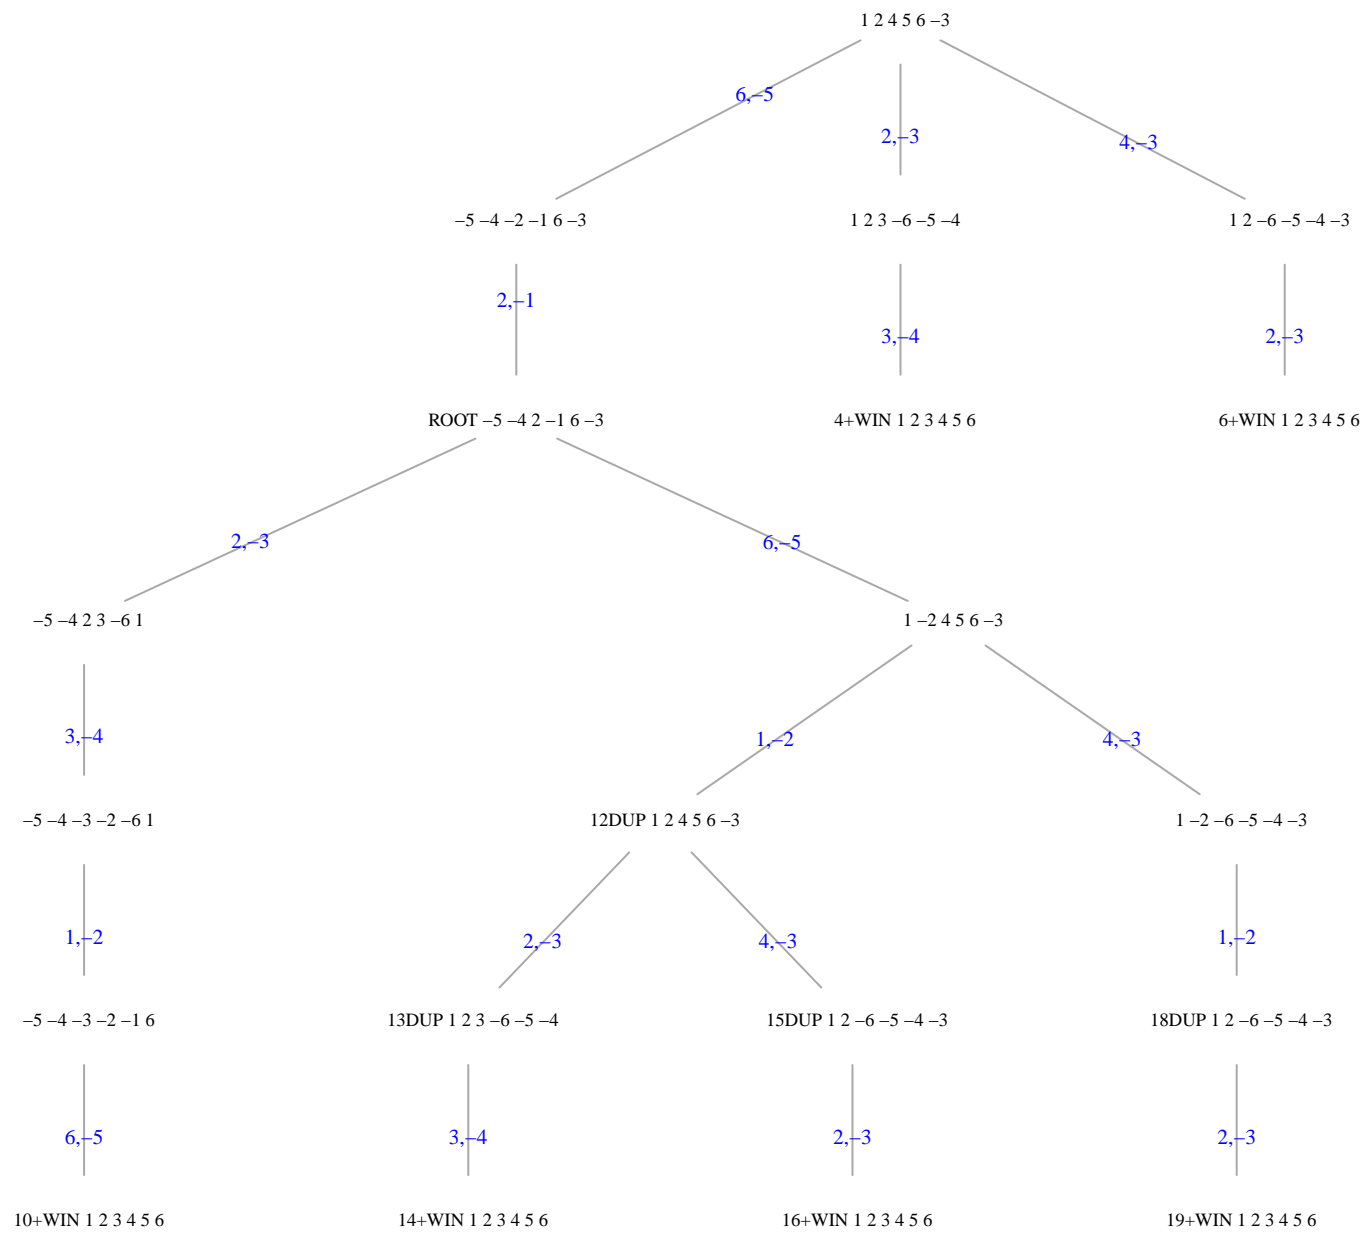 1 2 4 5 6 –3
6,–5
2,–3
4,–3
–5 –4 –2 –1 6 –3
1 2 3 –6 –5 –4
1 2 –6 –5 –4 –3
2,–1
3,–4
2,–3
ROOT –5 –4 2 –1 6 –3
4+WIN 1 2 3 4 5 6
6+WIN 1 2 3 4 5 6
2,–3
6,–5
–5 –4 2 3 –6 1
1 –2 4 5 6 –3
3,–4
1,–2
4,–3
–5 –4 –3 –2 –6 1
12DUP 1 2 4 5 6 –3
1 –2 –6 –5 –4 –3
1,–2
2,–3
4,–3
1,–2
–5 –4 –3 –2 –1 6
13DUP 1 2 3 –6 –5 –4
15DUP 1 2 –6 –5 –4 –3
18DUP 1 2 –6 –5 –4 –3
6,–5
3,–4
2,–3
2,–3
10+WIN 1 2 3 4 5 6
14+WIN 1 2 3 4 5 6
16+WIN 1 2 3 4 5 6
19+WIN 1 2 3 4 5 6